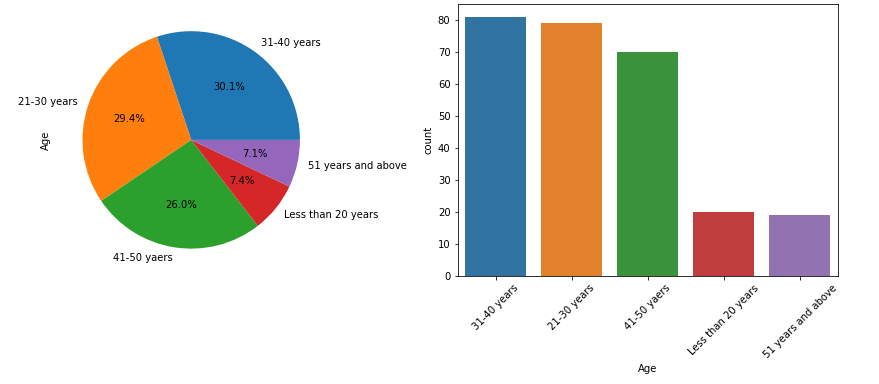 31-40 years
30.1%
21-30 years
29.4%
Age
7.1%
51 years and above
7.4%
26.0%
Less than 20 years
41-50 yaers
80
70
60
50
40
30
20
10
0
count
31-40 years
21-30 years
41-50 yaers
Less than 20 years
51 years and above
Age